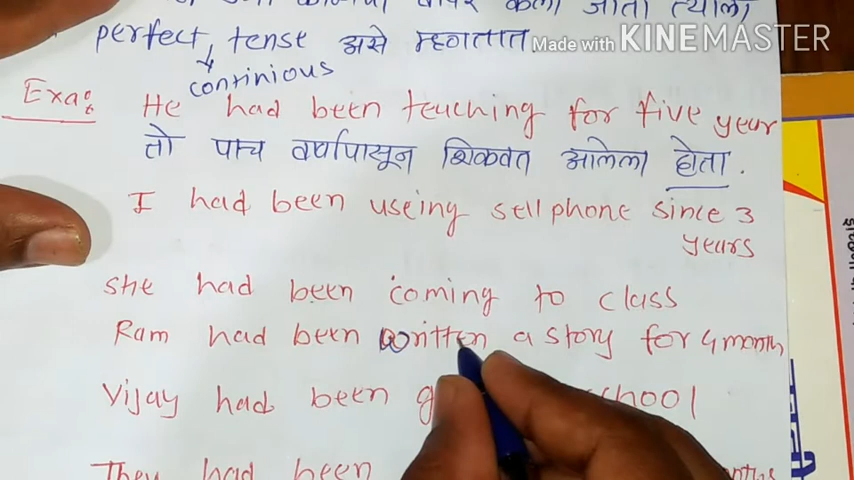 perfect, tense असे म्हणतात.
continious
Made with KINEMASTER
Exa:
He had been teaching for five year
तो पाच वर्षापासून शिकवत आलेला होता.
I had been useing sellphone since 3
years
she had been coming to class
Ram had been written a story for 4 month
Vijay had been school
They had been